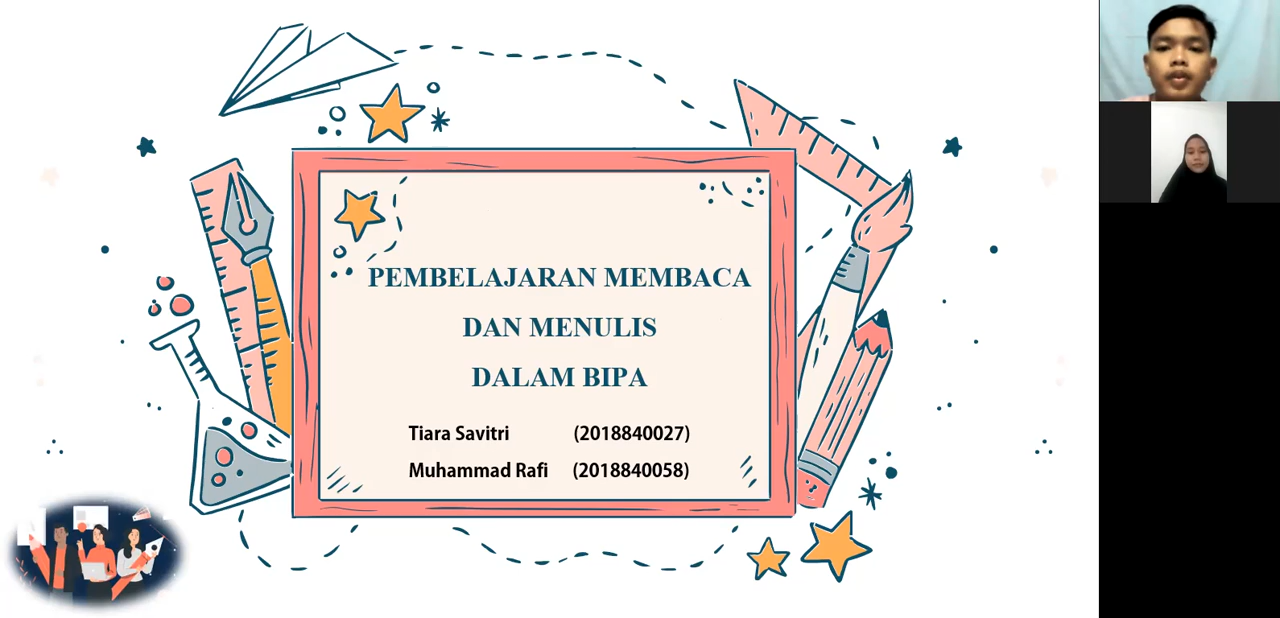 PEMBELAJARAN MEMBACA
DAN MENULIS
DALAM BIPA
Tiara Savitri (2018840027)
Muhammad Rafi (2018840058)